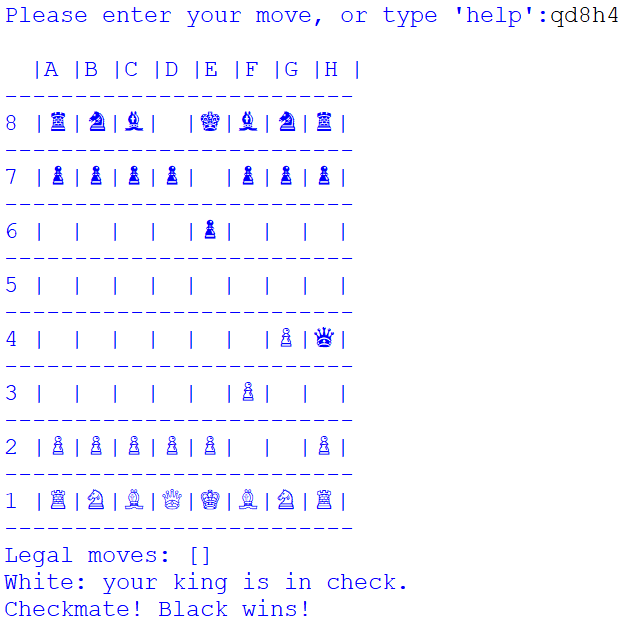 Please enter your move, or type 'help':qd8h4
|A |B |C |D |E |F |G |H |
--------------------------
8 |♜|♞|♝| |♚|♝|♞|♜|
--------------------------
7 |♟|♟|♟|♟| |♟|♟|♟|
--------------------------
6 | | | | |♟| | | |
--------------------------
5 | | | | | | | | |
--------------------------
4 | | | | | | |♙|♛|
--------------------------
3 | | | | | |♙| | |
--------------------------
2 |♙|♙|♙|♙|♙| | |♙|
--------------------------
1 |♖|♘|♗|♕|♔|♗|♘|♖|
--------------------------
Legal moves: []
White: your king is in check.
Checkmate! Black wins!